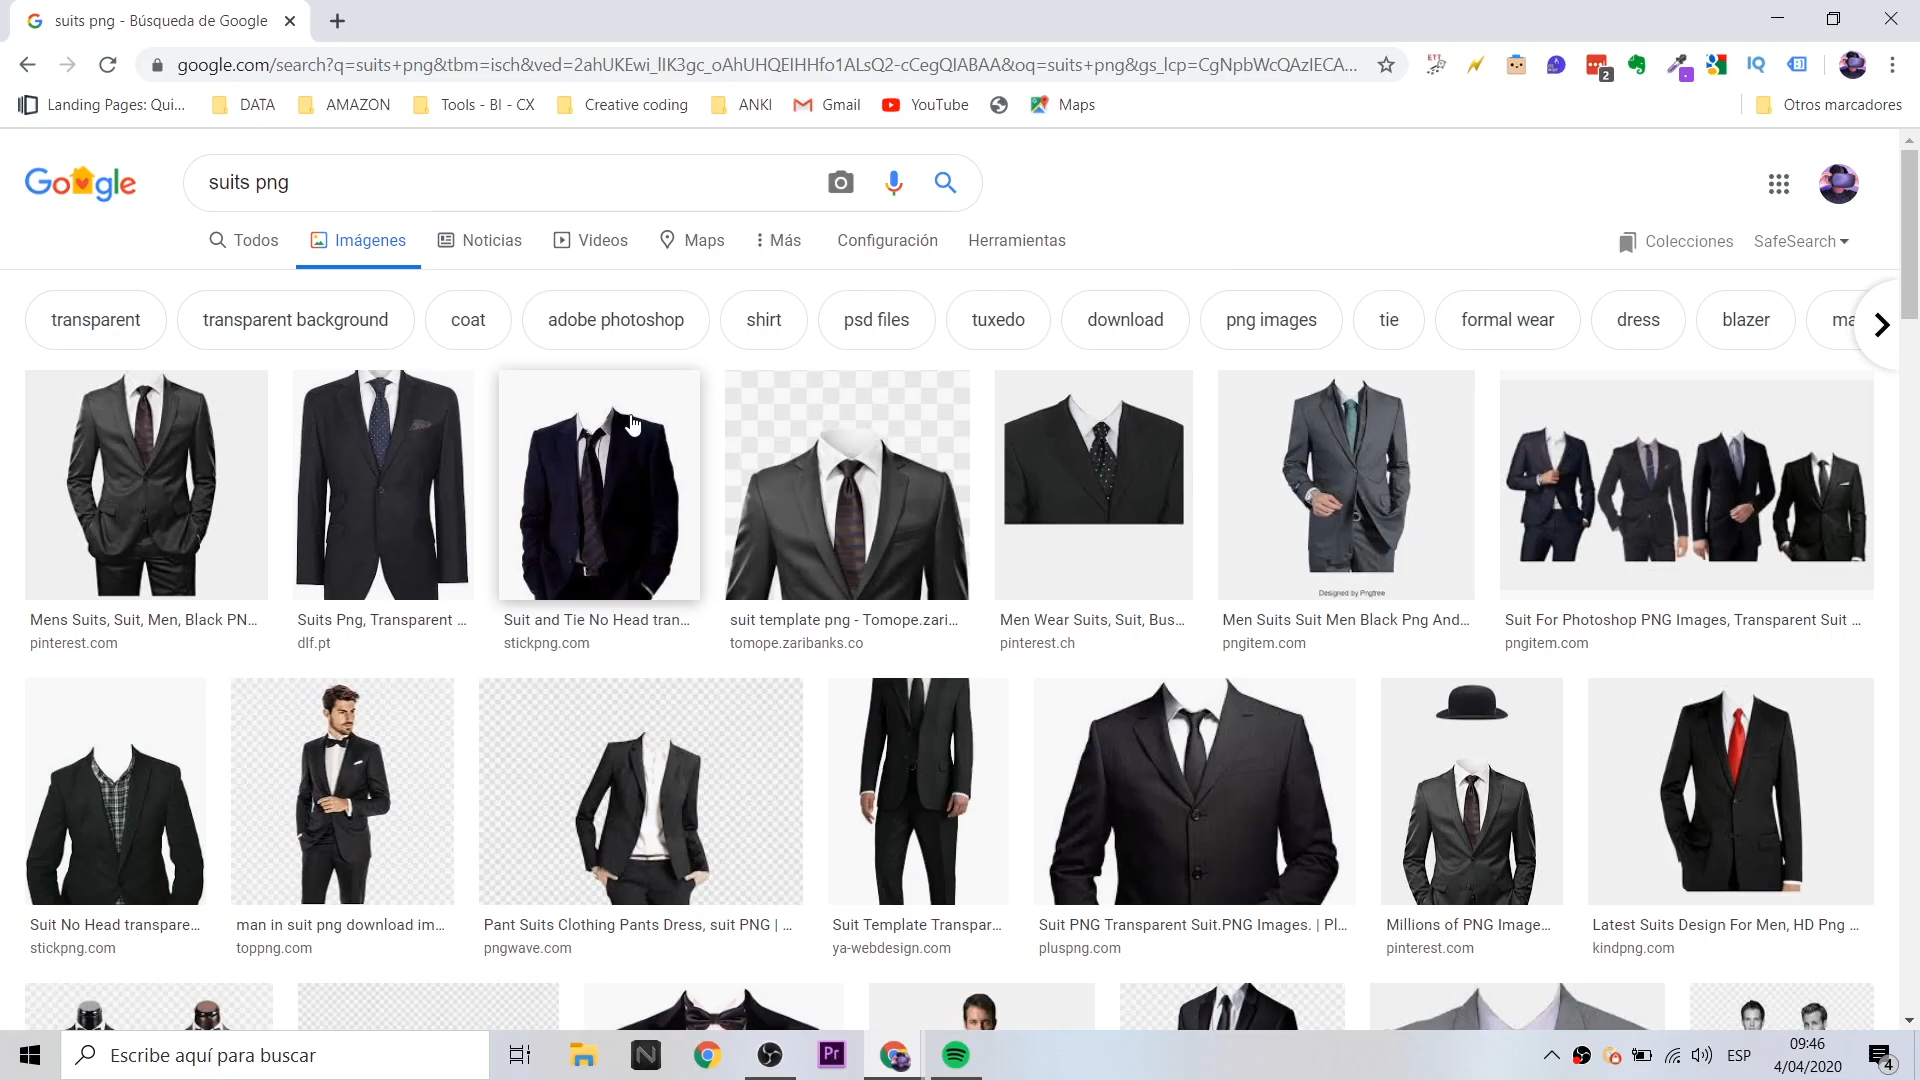 suits png - Búsqueda de Google
google.com/search?q=suits+png&tbm=isch&ved=2ahUKEwi_lIK3gc_oAhUHQEIHHfo1ALsQ2-cCegQIABAA&oq=suits+png&gs_lcp=CgNpbWcQAzIECA...
2
Landing Pages: Qui...
DATA
AMAZON
Tools - BI - CX
Creative coding
ANKI
Gmail
YouTube
Maps
Otros marcadores
Google
suits png
Todos
Imágenes
Noticias
Videos
Maps
Más
Configuración
Herramientas
Colecciones
SafeSearch
transparent
transparent background
coat
adobe photoshop
shirt
psd files
tuxedo
download
png images
tie
formal wear
dress
blazer
ma
Designed by Pngtree
Mens Suits, Suit, Men, Black PN...
pinterest.com
Suits Png, Transparent ...
dlf.pt
Suit and Tie No Head tran...
stickpng.com
suit template png - Tomope.zari...
tomope.zaribanks.co
Men Wear Suits, Suit, Bus...
pinterest.ch
Men Suits Suit Men Black Png And...
pngitem.com
Suit For Photoshop PNG Images, Transparent Suit ...
pngitem.com
Suit No Head transpare...
stickpng.com
man in suit png download im...
toppng.com
Pant Suits Clothing Pants Dress, suit PNG | ...
pngwave.com
Suit Template Transpar...
ya-webdesign.com
Suit PNG Transparent Suit.PNG Images. | Pl...
pluspng.com
Millions of PNG Image...
pinterest.com
Latest Suits Design For Men, HD Png ...
kindpng.com
Escribe aquí para buscar
Pr
ESP
09:46
4/04/2020
4